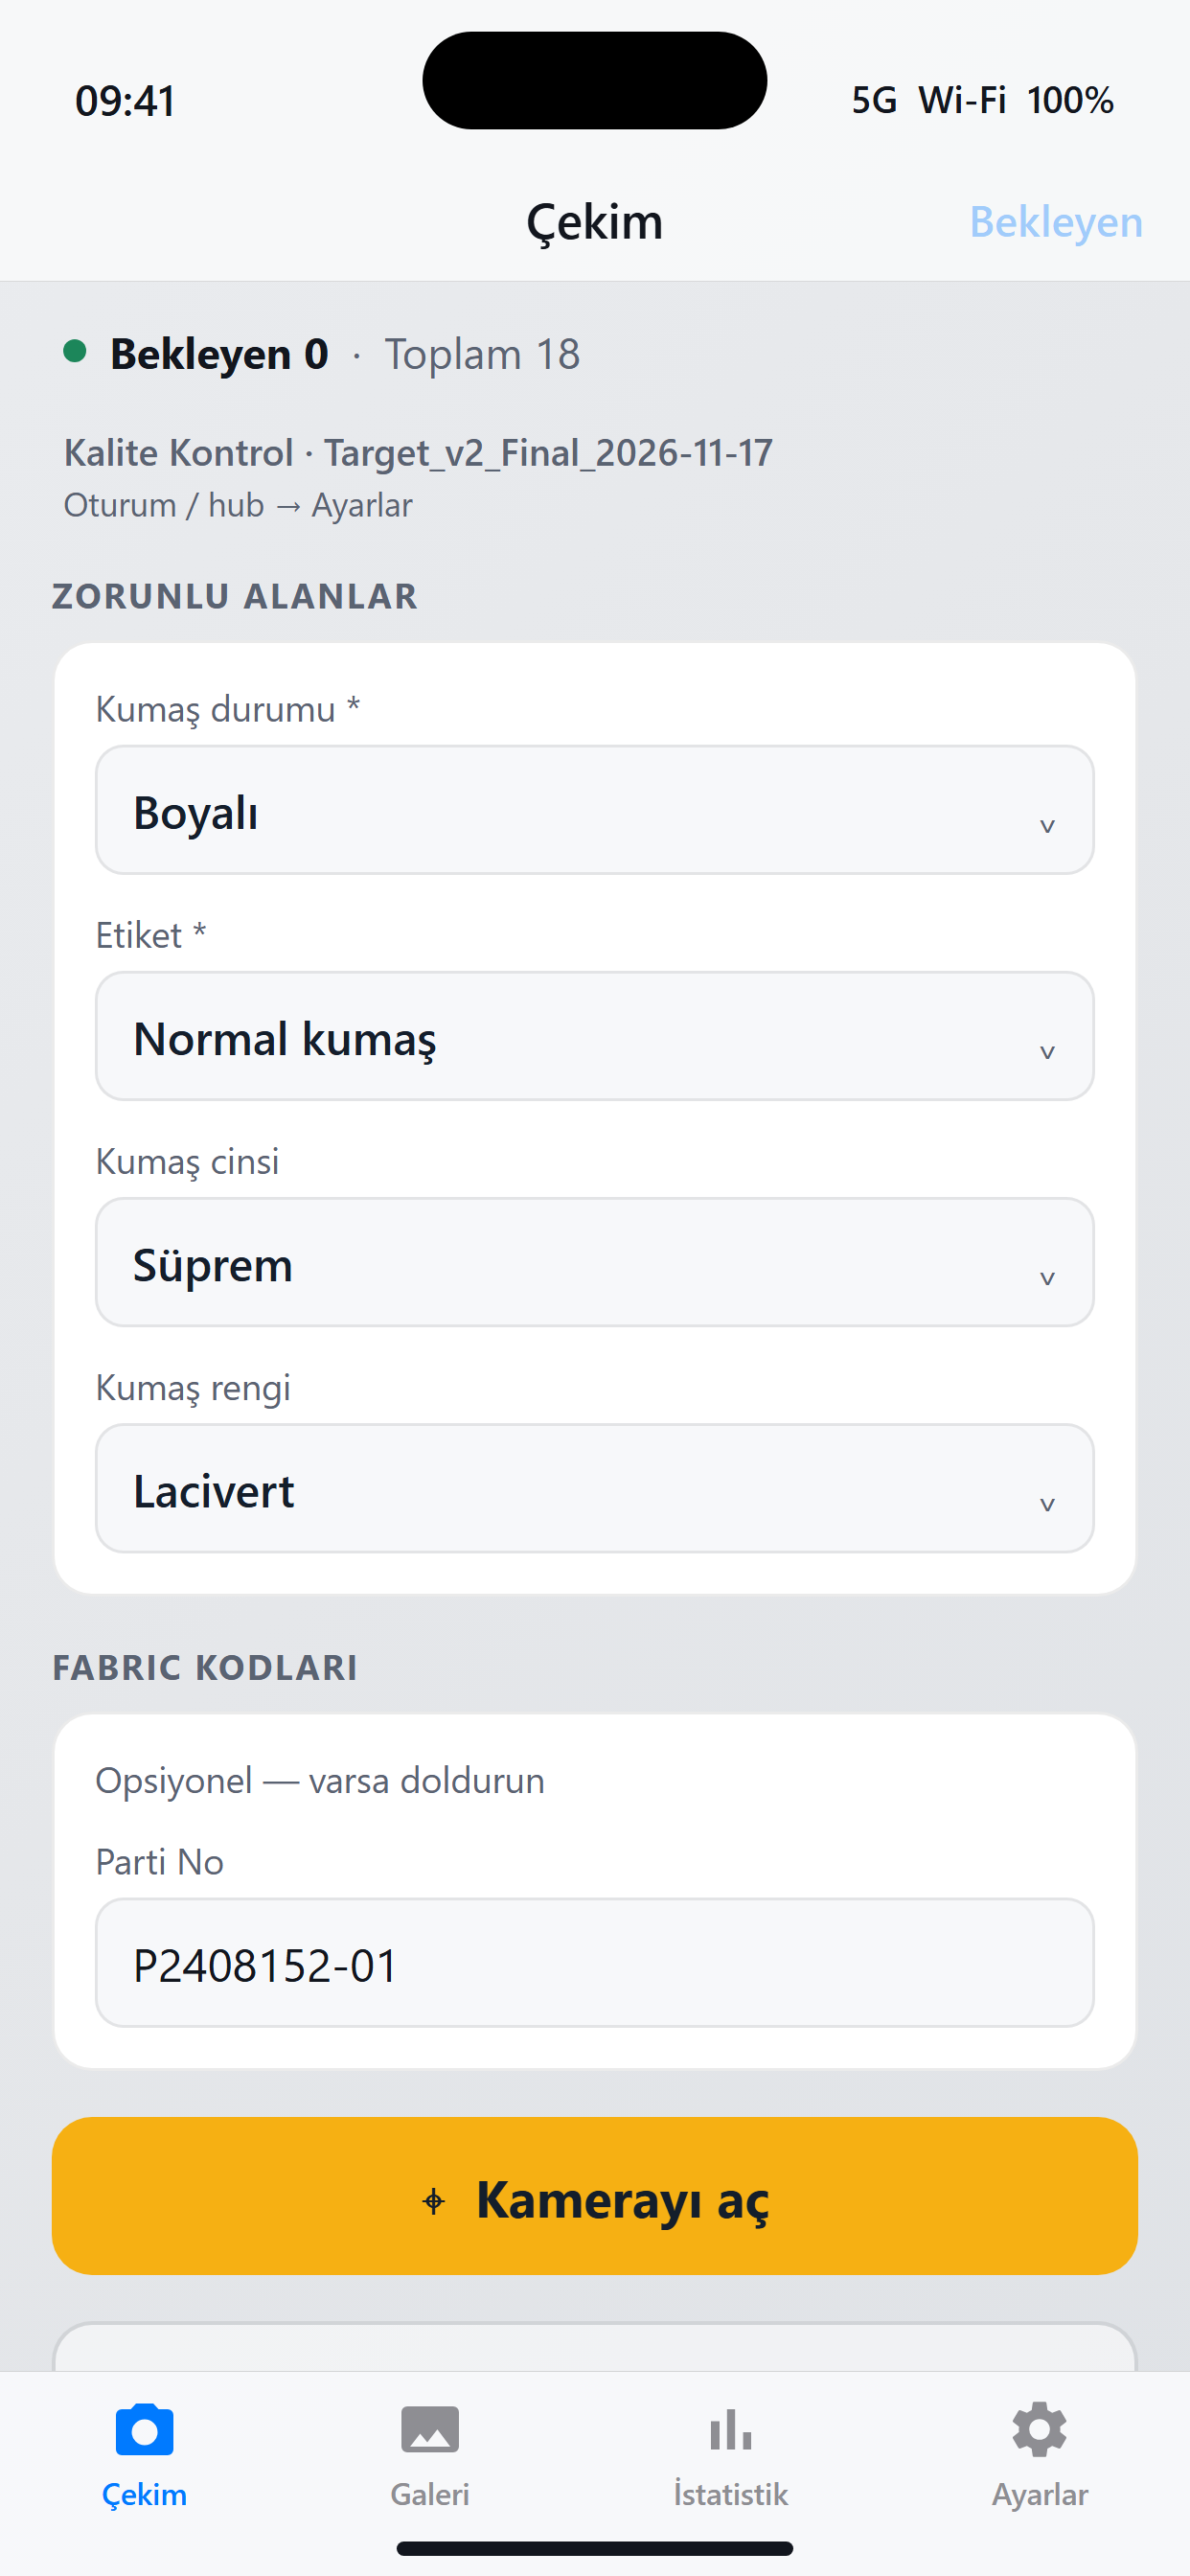 09:41
5G Wi-Fi 100%
Çekim
Bekleyen
Bekleyen 0 · Toplam 18
Kalite Kontrol · Target_v2_Final_2026-11-17
Oturum / hub → Ayarlar
ZORUNLU ALANLAR
Kumaş durumu *
Boyalı
Etiket *
Normal kumaş
Kumaş cinsi
Süprem
Kumaş rengi
Lacivert
FABRIC KODLARI
Opsiyonel — varsa doldurun
Parti No
P2408152-01
⌖ Kamerayı aç
Çekim
Galeri
İstatistik
Ayarlar